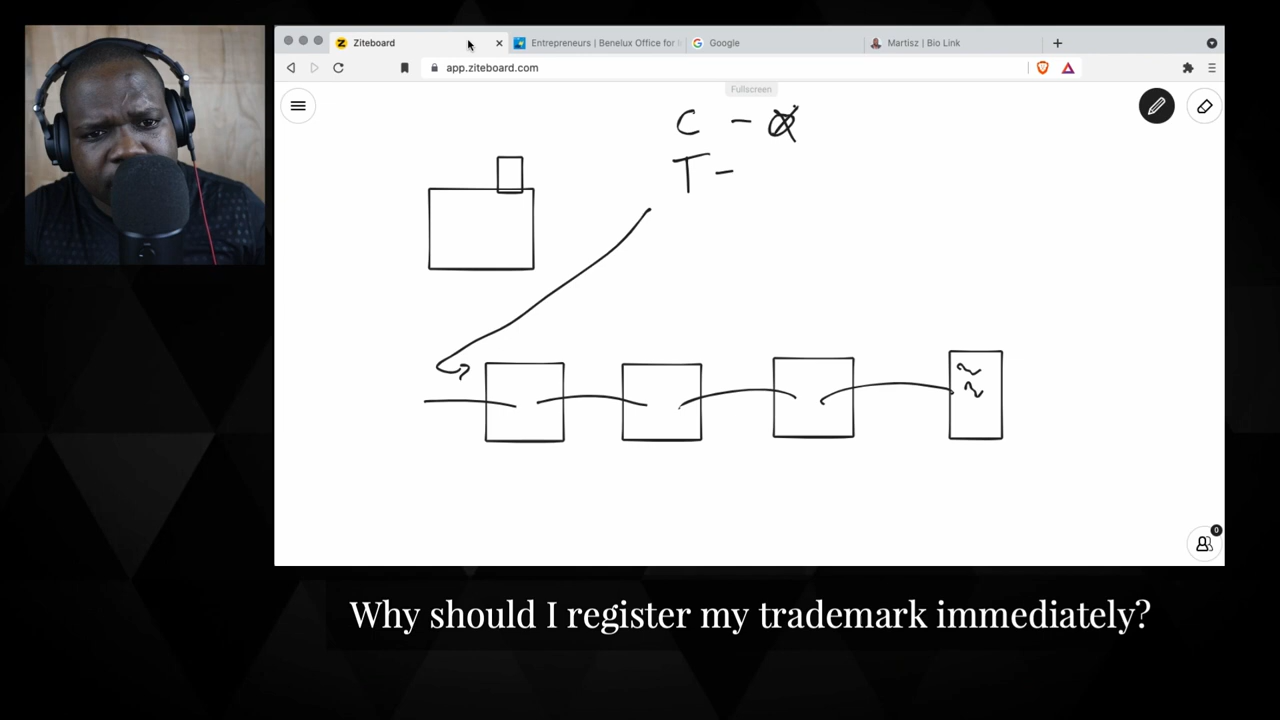 Ziteboard
Entrepreneurs | Benelux Office for
Google
Martisz | Bio Link
app.ziteboard.com
Fullscreen
C -
T -
0
Why should I register my trademark immediately?